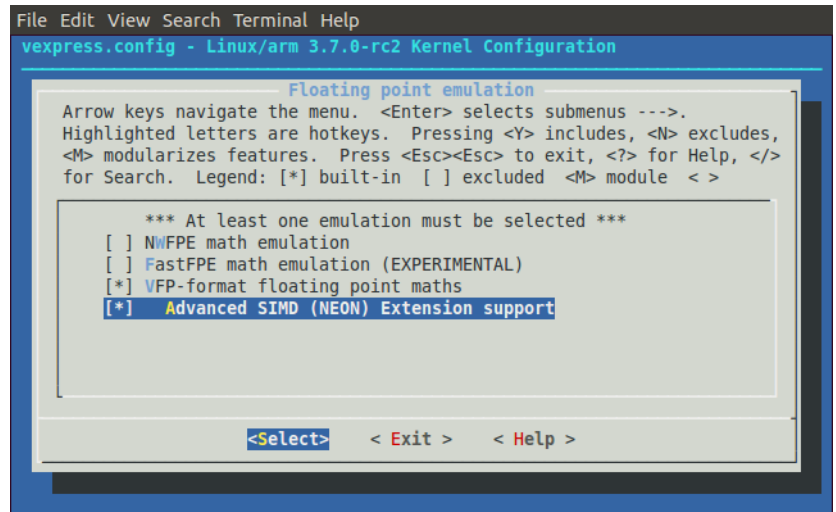 File Edit View Search Terminal Help
vexpress.config - Linux/arm 3.7.0-rc2 Kernel Configuration
Floating point emulation
Arrow keys navigate the menu.  <Enter> selects submenus --->.
Highlighted letters are hotkeys.  Pressing <Y> includes, <N> excludes,
<M> modularizes features.  Press <Esc><Esc> to exit, <?> for Help, </>
for Search.  Legend: [*] built-in  [ ] excluded  <M> module  < >
*** At least one emulation must be selected ***
[ ] NWFPE math emulation
[ ] FastFPE math emulation (EXPERIMENTAL)
[*] VFP-format floating point maths
[*]   Advanced SIMD (NEON) Extension support
<Select>    < Exit >    < Help >